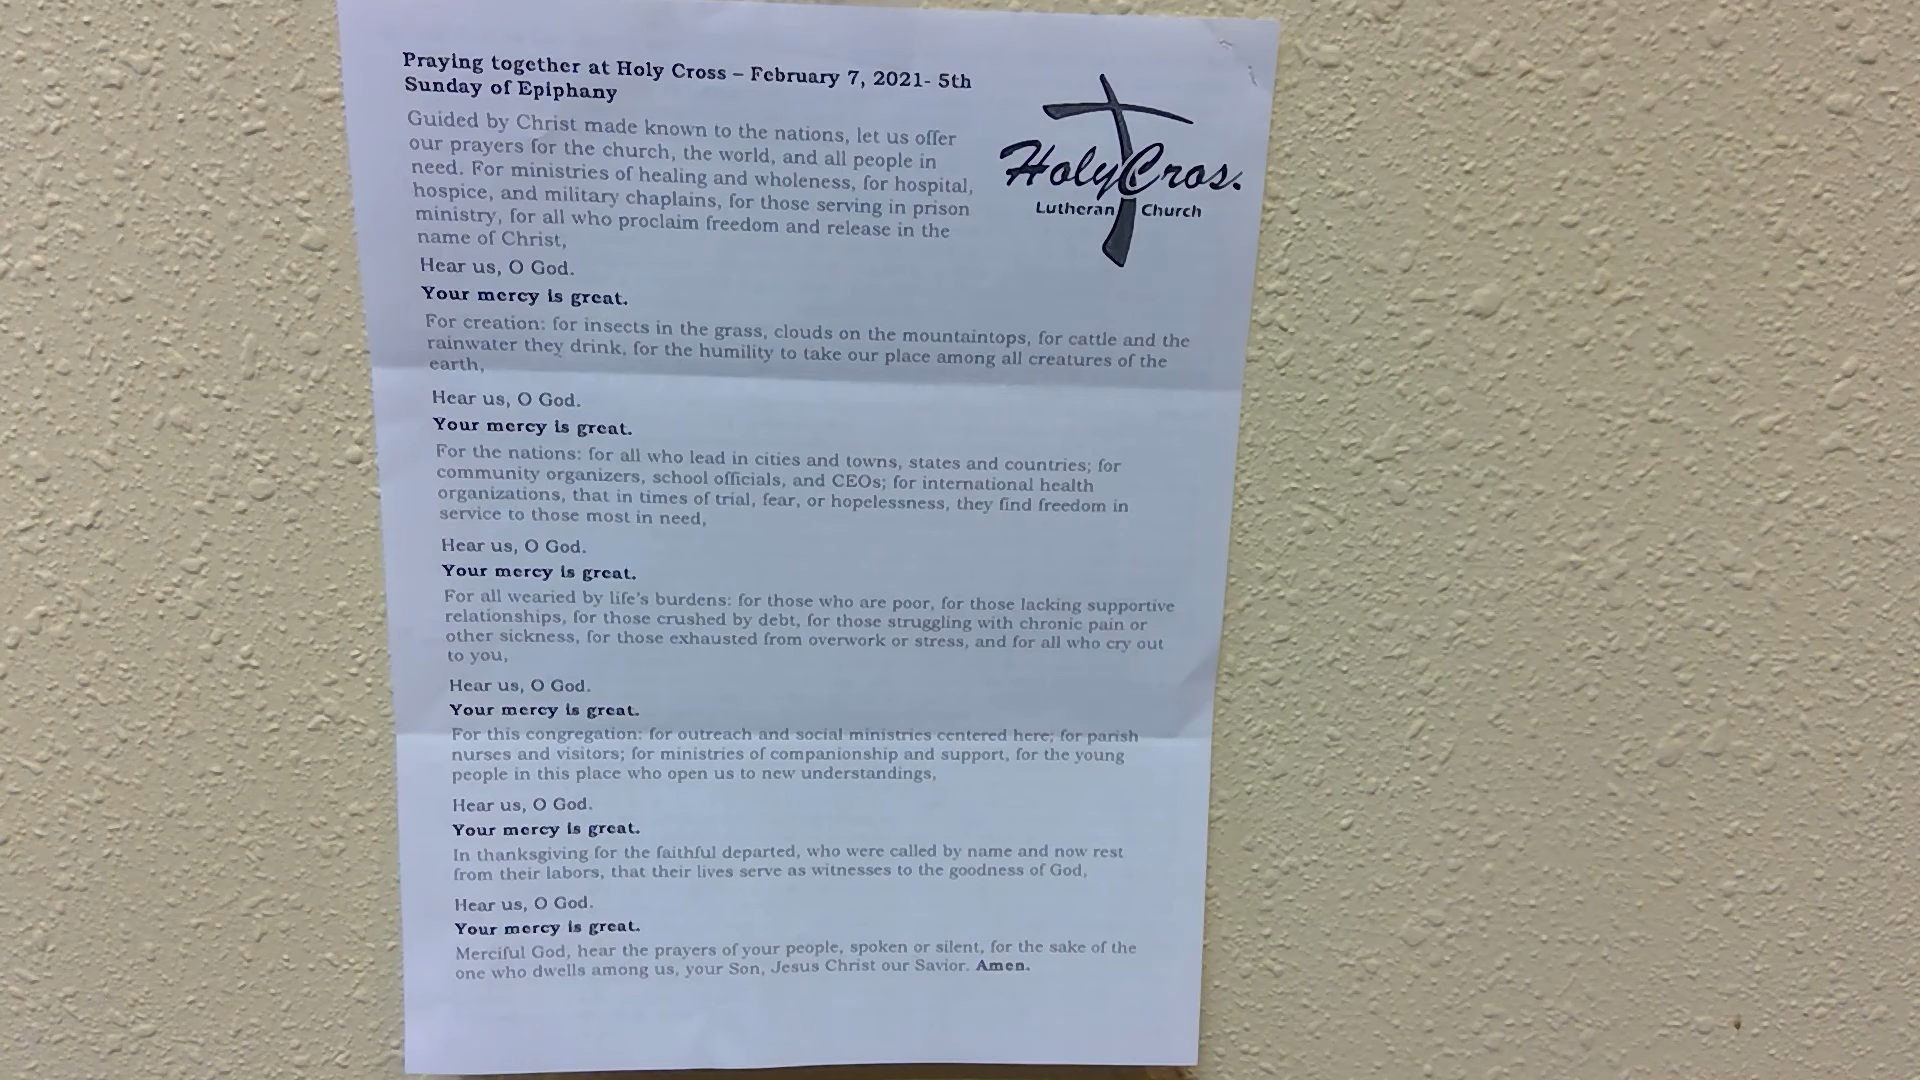 Praying together at Holy Cross – February 7, 2021- 5th
Sunday of Epiphany
Guided by Christ made known to the nations, let us offer
our prayers for the church, the world, and all people in
need. For ministries of healing and wholeness, for hospital,
hospice, and military chaplains, for those serving in prison
ministry, for all who proclaim freedom and release in the
name of Christ,
Holy Cros.
Lutheran Church
Hear us, O God.
Your mercy is great.
For creation: for insects in the grass, clouds on the mountaintops, for cattle and the
rainwater they drink, for the humility to take our place among all creatures of the
earth,
Hear us, O God.
Your mercy is great.
For the nations: for all who lead in cities and towns, states and countries; for
community organizers, school officials, and CEOs; for international health
organizations, that in times of trial, fear, or hopelessness, they find freedom in
service to those most in need,
Hear us, O God.
Your mercy is great.
For all wearied by life's burdens: for those who are poor, for those lacking supportive
relationships, for those crushed by debt, for those struggling with chronic pain or
other sickness, for those exhausted from overwork or stress, and for all who cry out
to you,
Hear us, O God.
Your mercy is great.
For this congregation: for outreach and social ministries centered here; for parish
nurses and visitors; for ministries of companionship and support, for the young
people in this place who open us to new understandings,
Hear us, O God.
Your mercy is great.
In thanksgiving for the faithful departed, who were called by name and now rest
from their labors, that their lives serve as witnesses to the goodness of God,
Hear us, O God.
Your mercy is great.
Merciful God, hear the prayers of your people, spoken or silent, for the sake of the
one who dwells among us, your Son, Jesus Christ our Savior. Amen.